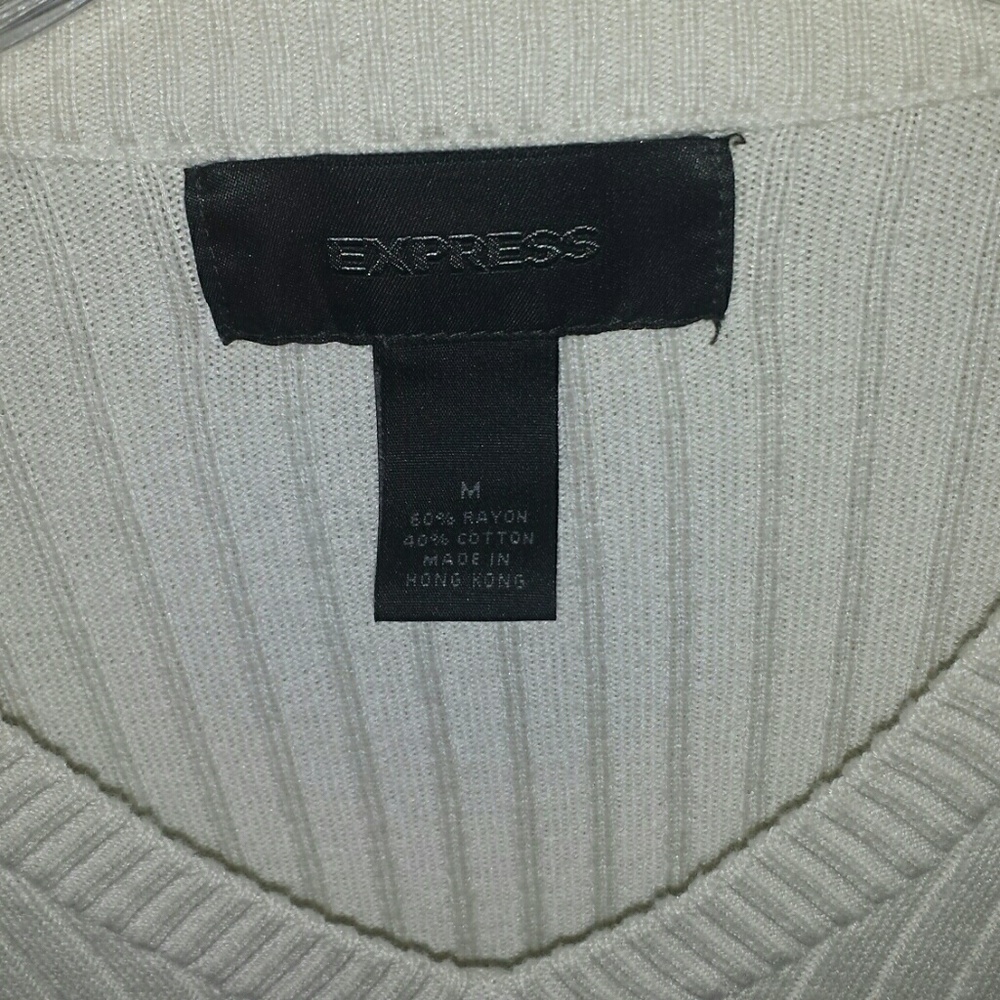 EXPRESS
M
60% RAYON
40% COTTON
MADE IN
HONG KONG